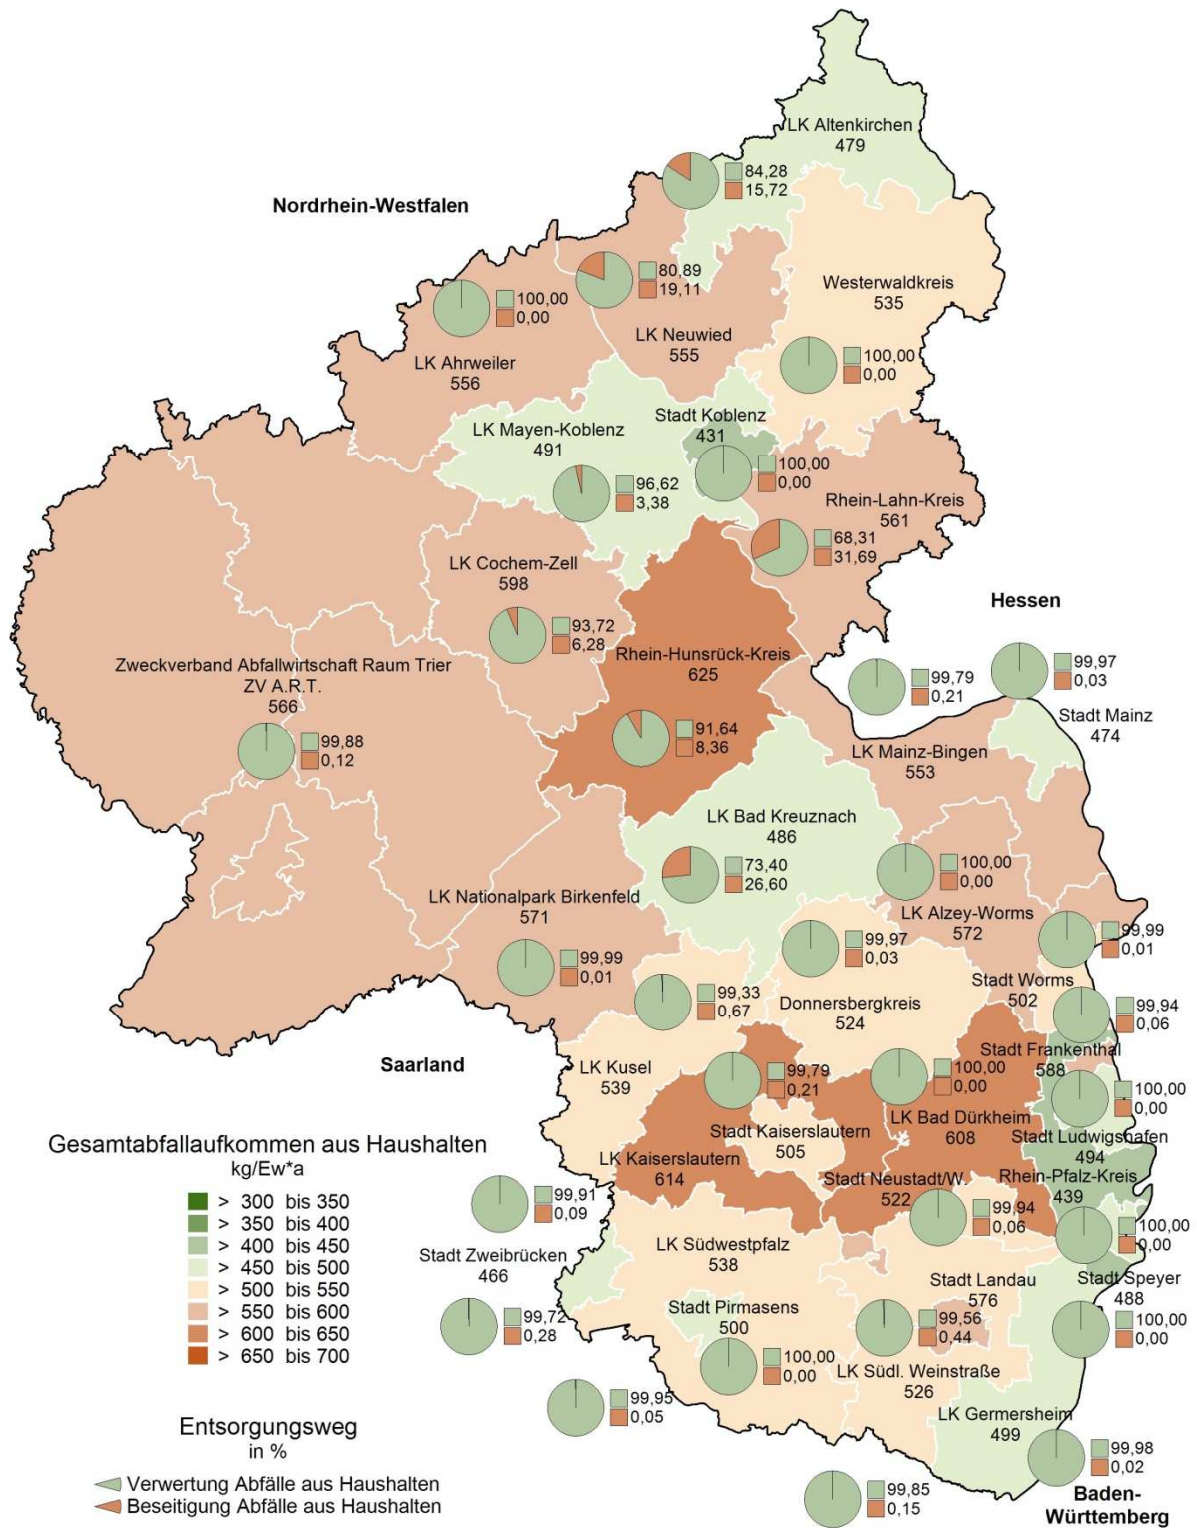 LK Altenkirchen
479
84,28
15,72
Nordrhein-Westfalen
80,89
19,11
Westerwaldkreis
535
100,00
0,00
LK Neuwied
555
100,00
0,00
LK Ahrweiler
556
Stadt Koblenz
431
LK Mayen-Koblenz
491
100,00
0,00
96,62
3,38
Rhein-Lahn-Kreis
561
68,31
31,69
LK Cochem-Zell
598
93,72
6,28
Hessen
Rhein-Hunsrück-Kreis
625
99,79
0,21
99,97
0,03
Zweckverband Abfallwirtschaft Raum Trier
ZV A.R.T.
566
99,88
0,12
91,64
8,36
Stadt Mainz
474
LK Mainz-Bingen
553
LK Bad Kreuznach
486
73,40
26,60
100,00
0,00
LK Nationalpark Birkenfeld
571
LK Alzey-Worms
572
99,99
0,01
99,97
0,03
99,99
0,01
99,33
0,67
Donnersbergkreis
524
Stadt Worms
502
99,94
0,06
Saarland
LK Kusel
539
99,79
0,21
100,00
0,00
Stadt Frankenthal
588
100,00
0,00
LK Bad Dürkheim
608
Stadt Kaiserslautern
505
Stadt Ludwigshafen
494
LK Kaiserslautern
614
Stadt Neustadt/W.
522
Rhein-Pfalz-Kreis
439
99,94
0,06
100,00
0,00
Gesamtabfallaufkommen aus Haushalten
kg/Ew*a
> 300 bis 350
> 350 bis 400
> 400 bis 450
> 450 bis 500
> 500 bis 550
> 550 bis 600
> 600 bis 650
> 650 bis 700
99,91
0,09
Stadt Zweibrücken
466
99,72
0,28
LK Südwestpfalz
538
Stadt Pirmasens
500
100,00
0,00
Stadt Landau
576
99,56
0,44
Stadt Speyer
488
100,00
0,00
LK Südl. Weinstraße
526
99,95
0,05
LK Germersheim
499
99,98
0,02
99,85
0,15
Baden-
Württemberg
Entsorgungsweg
in %
Verwertung Abfälle aus Haushalten
Beseitigung Abfälle aus Haushalten